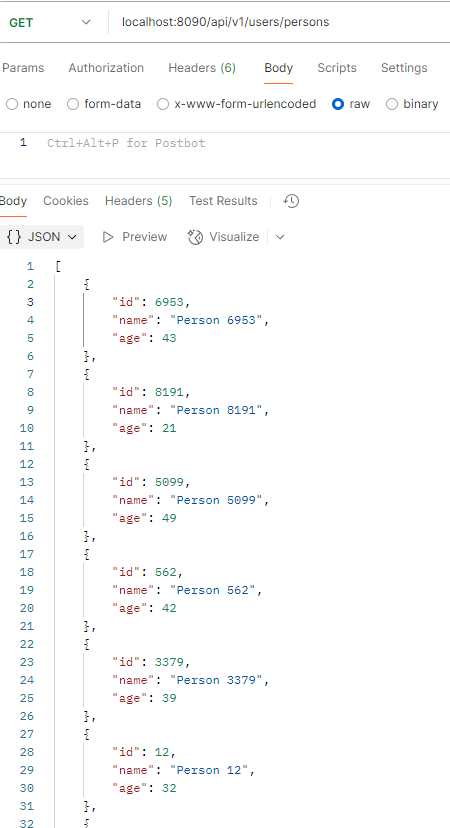 GET localhost:8090/api/v1/users/persons
Params Authorization Headers (6) Body Scripts Settings
none form-data x-www-form-urlencoded raw binary
1 Ctrl+Alt+P for Postbot
Body Cookies Headers (5) Test Results
{} JSON Preview Visualize
1 [
2 {
3 "id": 6953,
4 "name": "Person 6953",
5 "age": 43
6 },
7 {
8 "id": 8191,
9 "name": "Person 8191",
10 "age": 21
11 },
12 {
13 "id": 5099,
14 "name": "Person 5099",
15 "age": 49
16 },
17 {
18 "id": 562,
19 "name": "Person 562",
20 "age": 42
21 },
22 {
23 "id": 3379,
24 "name": "Person 3379",
25 "age": 39
26 },
27 {
28 "id": 12,
29 "name": "Person 12",
30 "age": 32
31 },
32 {